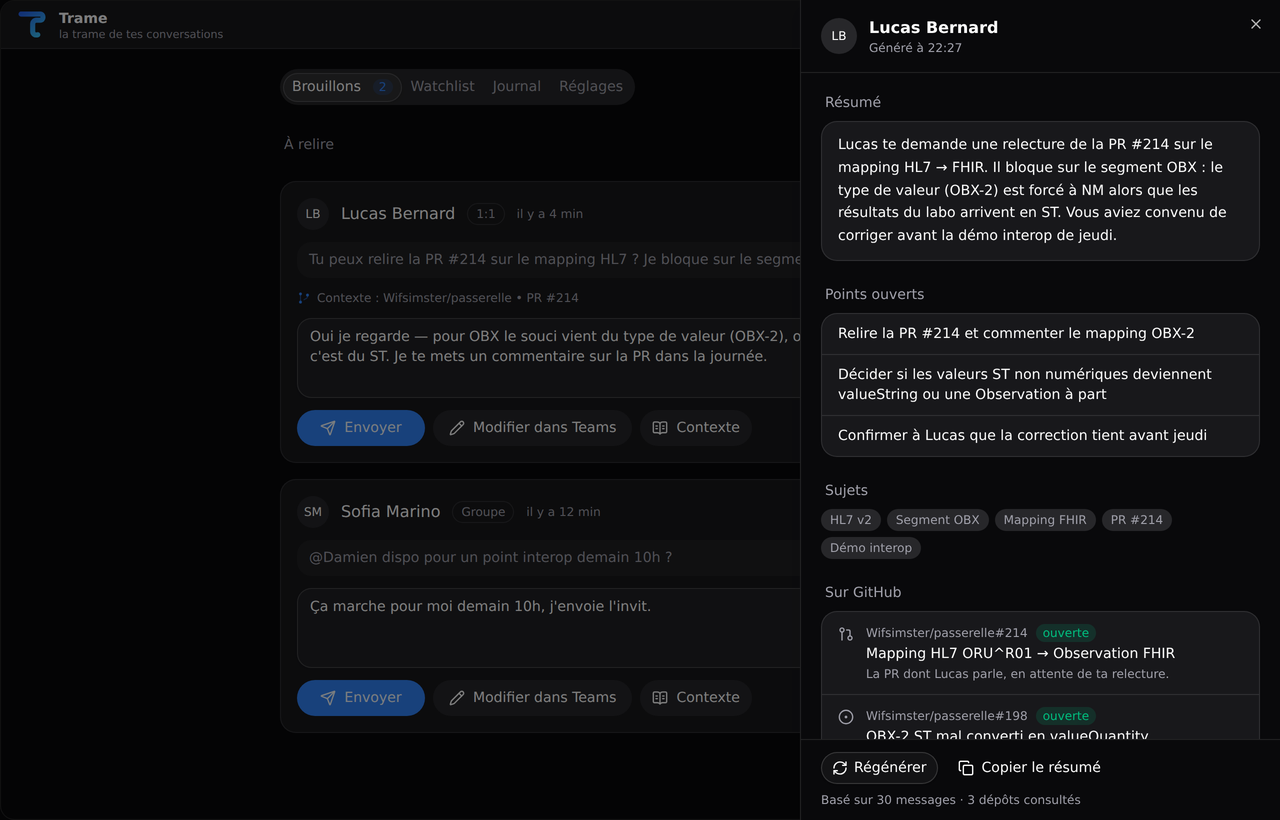 Trame
la trame de tes conversations
Brouillons 2 Watchlist Journal Réglages
À relire
LB Lucas Bernard 1:1 il y a 4 min
Tu peux relire la PR #214 sur le mapping HL7 ? Je bloque sur le segme
Contexte : Wifsimster/passerelle • PR #214
Oui je regarde — pour OBX le souci vient du type de valeur (OBX-2), o
c'est du ST. Je te mets un commentaire sur la PR dans la journée.
Envoyer Modifier dans Teams Contexte
SM Sofia Marino Groupe il y a 12 min
@Damien dispo pour un point interop demain 10h ?
Ça marche pour moi demain 10h, j'envoie l'invit.
Envoyer Modifier dans Teams Contexte
LB Lucas Bernard
Généré à 22:27
Résumé
Lucas te demande une relecture de la PR #214 sur le
mapping HL7 → FHIR. Il bloque sur le segment OBX : le
type de valeur (OBX-2) est forcé à NM alors que les
résultats du labo arrivent en ST. Vous aviez convenu de
corriger avant la démo interop de jeudi.
Points ouverts
Relire la PR #214 et commenter le mapping OBX-2
Décider si les valeurs ST non numériques deviennent
valueString ou une Observation à part
Confirmer à Lucas que la correction tient avant jeudi
Sujets
HL7 v2 Segment OBX Mapping FHIR PR #214
Démo interop
Sur GitHub
Wifsimster/passerelle#214 ouverte
Mapping HL7 ORU^R01 → Observation FHIR
La PR dont Lucas parle, en attente de ta relecture.
Wifsimster/passerelle#198 ouverte
OBX-2 ST mal converti en valueQuantity
Régénérer Copier le résumé
Basé sur 30 messages · 3 dépôts consultés